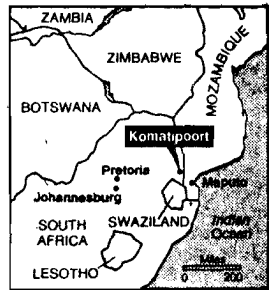 ZAMBIA
ZIMBABWE
MOZAMBIQUE
BOTSWANA
Komatipoort
Pretoria
Maputo
Johannesburg
SWAZILAND
Indian
Ocean
SOUTH
AFRICA
LESOTHO
Miles
0 200